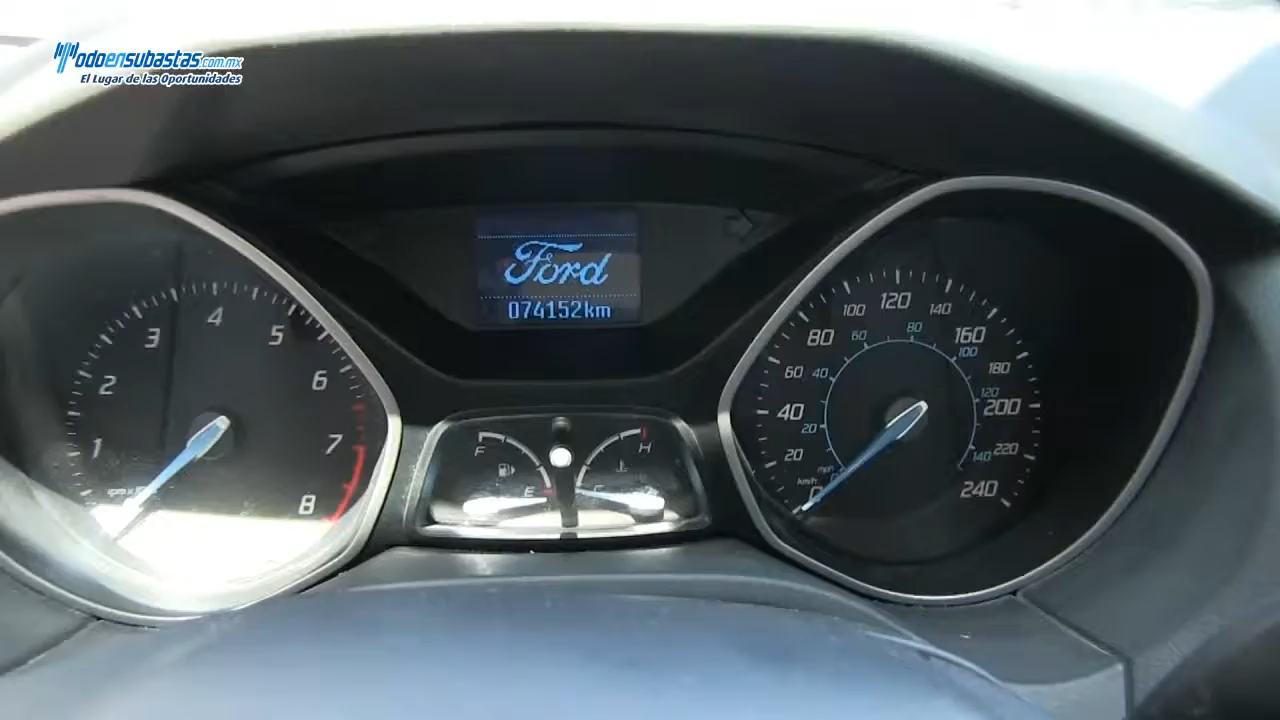 Todoensubastas.com.mx
El Lugar de las Oportunidades
Ford
074152km
1 2 3 4 5 6 7 8
F E
C H
0 20 40 60 80 100 120 140 160 180 200 220 240
km/h
mph
20 40 60 80 100 120 140